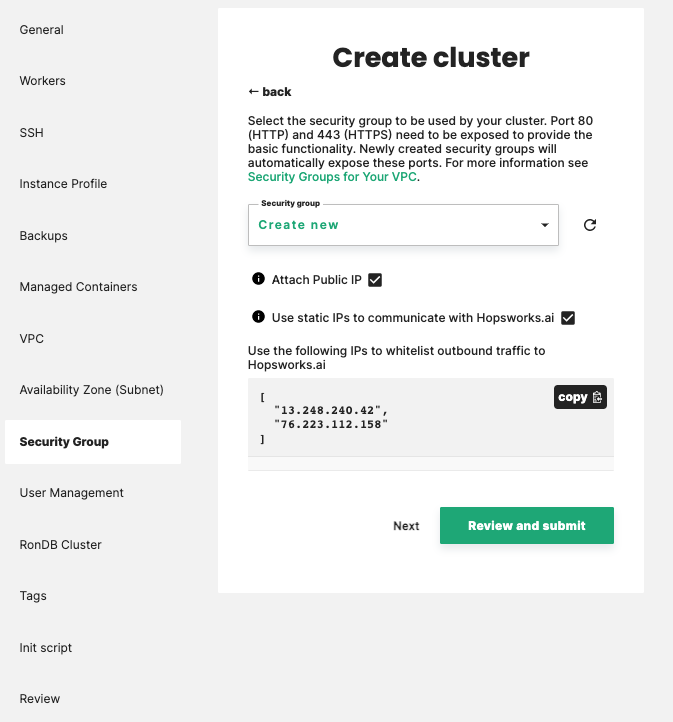 General
Workers
SSH
Instance Profile
Backups
Managed Containers
VPC
Availability Zone (Subnet)
Security Group
User Management
RonDB Cluster
Tags
Init script
Review
Create cluster
← back
Select the security group to be used by your cluster. Port 80
(HTTP) and 443 (HTTPS) need to be exposed to provide the
basic functionality. Newly created security groups will
automatically expose these ports. For more information see
Security Groups for Your VPC.
Security group
Create new
Attach Public IP
Use static IPs to communicate with Hopsworks.ai
Use the following IPs to whitelist outbound traffic to
Hopsworks.ai
copy
[
"13.248.240.42",
"76.223.112.158"
]
Next
Review and submit